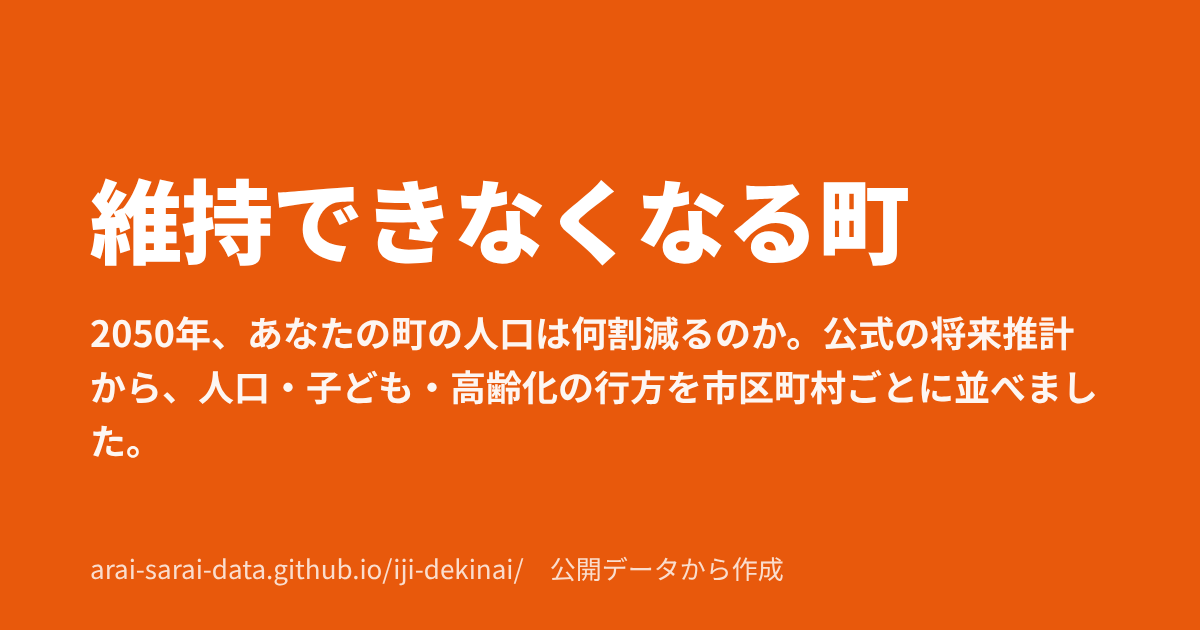 維持できなくなる町
2050年、あなたの町の人口は何割減るのか。公式の将来推計
から、人口・子ども・高齢化の行方を市区町村ごとに並べまし
た。
arai-sarai-data.github.io/iji-dekinai/　公開データから作成